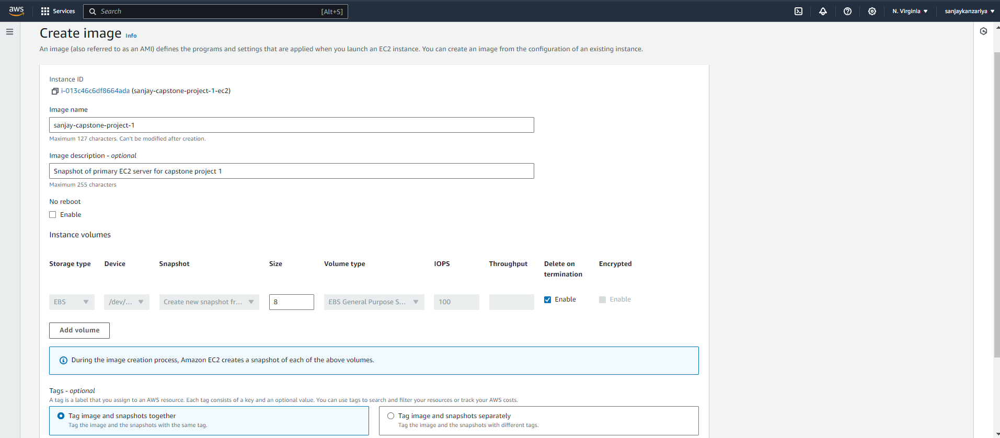 aws Services Search [Alt+S] N. Virginia sanjaykanzariya
Create image Info
An image (also referred to as an AMI) defines the programs and settings that are applied when you launch an EC2 instance. You can create an image from the configuration of an existing instance.
Instance ID
i-013c46c6df8664ada (sanjay-capstone-project-1-ec2)
Image name
sanjay-capstone-project-1
Maximum 127 characters. Can't be modified after creation.
Image description - optional
Snapshot of primary EC2 server for capstone project 1
Maximum 255 characters
No reboot
Enable
Instance volumes
Storage type Device Snapshot Size Volume type IOPS Throughput Delete on termination Encrypted
EBS /dev/... Create new snapshot fr... 8 EBS General Purpose S... 100 Enable Enable
Add volume
During the image creation process, Amazon EC2 creates a snapshot of each of the above volumes.
Tags - optional
A tag is a label that you assign to an AWS resource. Each tag consists of a key and an optional value. You can use tags to search and filter your resources or track your AWS costs.
Tag image and snapshots together Tag image and snapshots separately
Tag the image and the snapshots with the same tag. Tag the image and the snapshots with different tags.